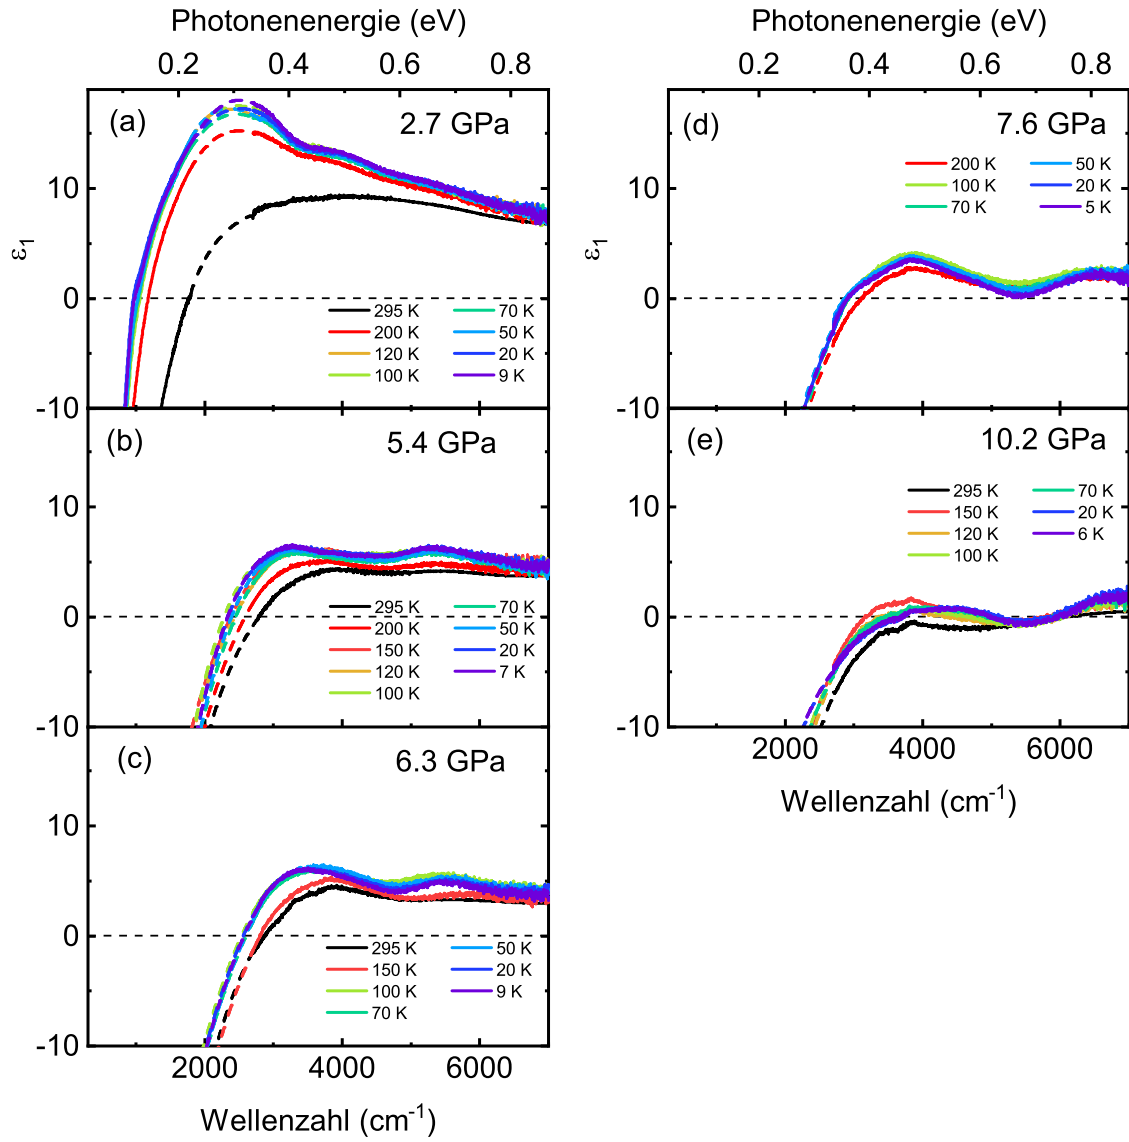 Photonenenergie (eV)
0.2 0.4 0.6 0.8
(a) 2.7 GPa
ε1
10
0
-10
295 K 70 K
200 K 50 K
120 K 20 K
100 K 9 K
(b) 5.4 GPa
10
0
-10
295 K 70 K
200 K 50 K
150 K 20 K
120 K 7 K
100 K
(c) 6.3 GPa
10
0
-10
295 K 50 K
150 K 20 K
100 K 9 K
70 K
2000 4000 6000
Wellenzahl (cm-1)
Photonenenergie (eV)
0.2 0.4 0.6 0.8
(d) 7.6 GPa
ε1
10
0
-10
200 K 50 K
100 K 20 K
70 K 5 K
(e) 10.2 GPa
10
0
-10
295 K 70 K
150 K 20 K
120 K 6 K
100 K
2000 4000 6000
Wellenzahl (cm-1)